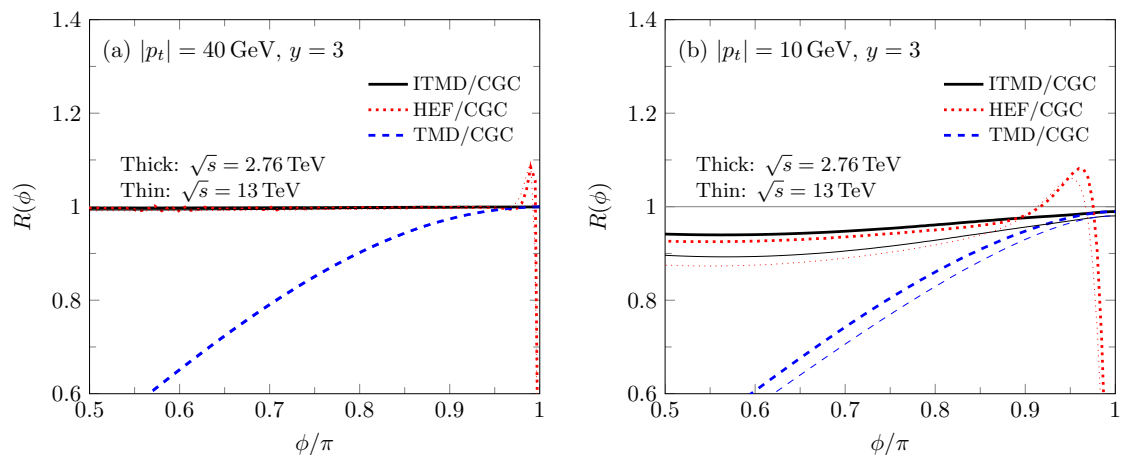 (a) |p_t| = 40 GeV, y = 3
ITMD/CGC
HEF/CGC
TMD/CGC
Thick: √s = 2.76 TeV
Thin: √s = 13 TeV
R(ϕ)
1.4
1.2
1
0.8
0.6
0.5 0.6 0.7 0.8 0.9 1
ϕ/π
(b) |p_t| = 10 GeV, y = 3
ITMD/CGC
HEF/CGC
TMD/CGC
Thick: √s = 2.76 TeV
Thin: √s = 13 TeV
R(ϕ)
1.4
1.2
1
0.8
0.6
0.5 0.6 0.7 0.8 0.9 1
ϕ/π